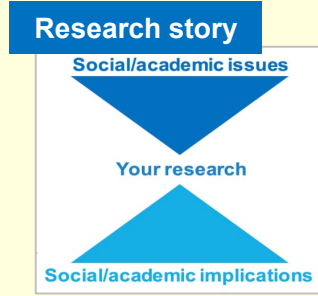 Research story
Social/academic issues
Your research
Social/academic implications